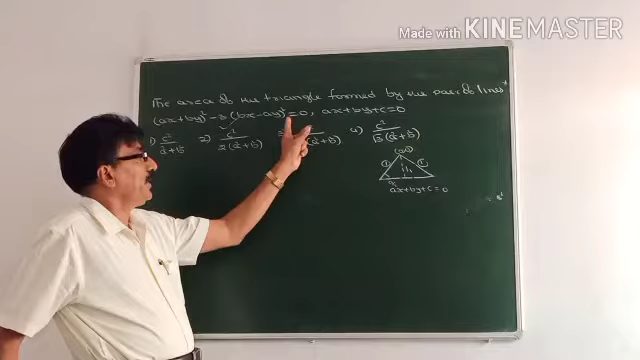 Made with KINEMASTER
The area of the triangle formed by the pair of lines
(ax+by)² - 3(bx-ay)² = 0, ax+by+c=0
1) c²/a²+b² 2) c²/2(a²+b²) (a²+b²) 4) c²/√3(a²+b²)
(0,0)
ax+by+c=0